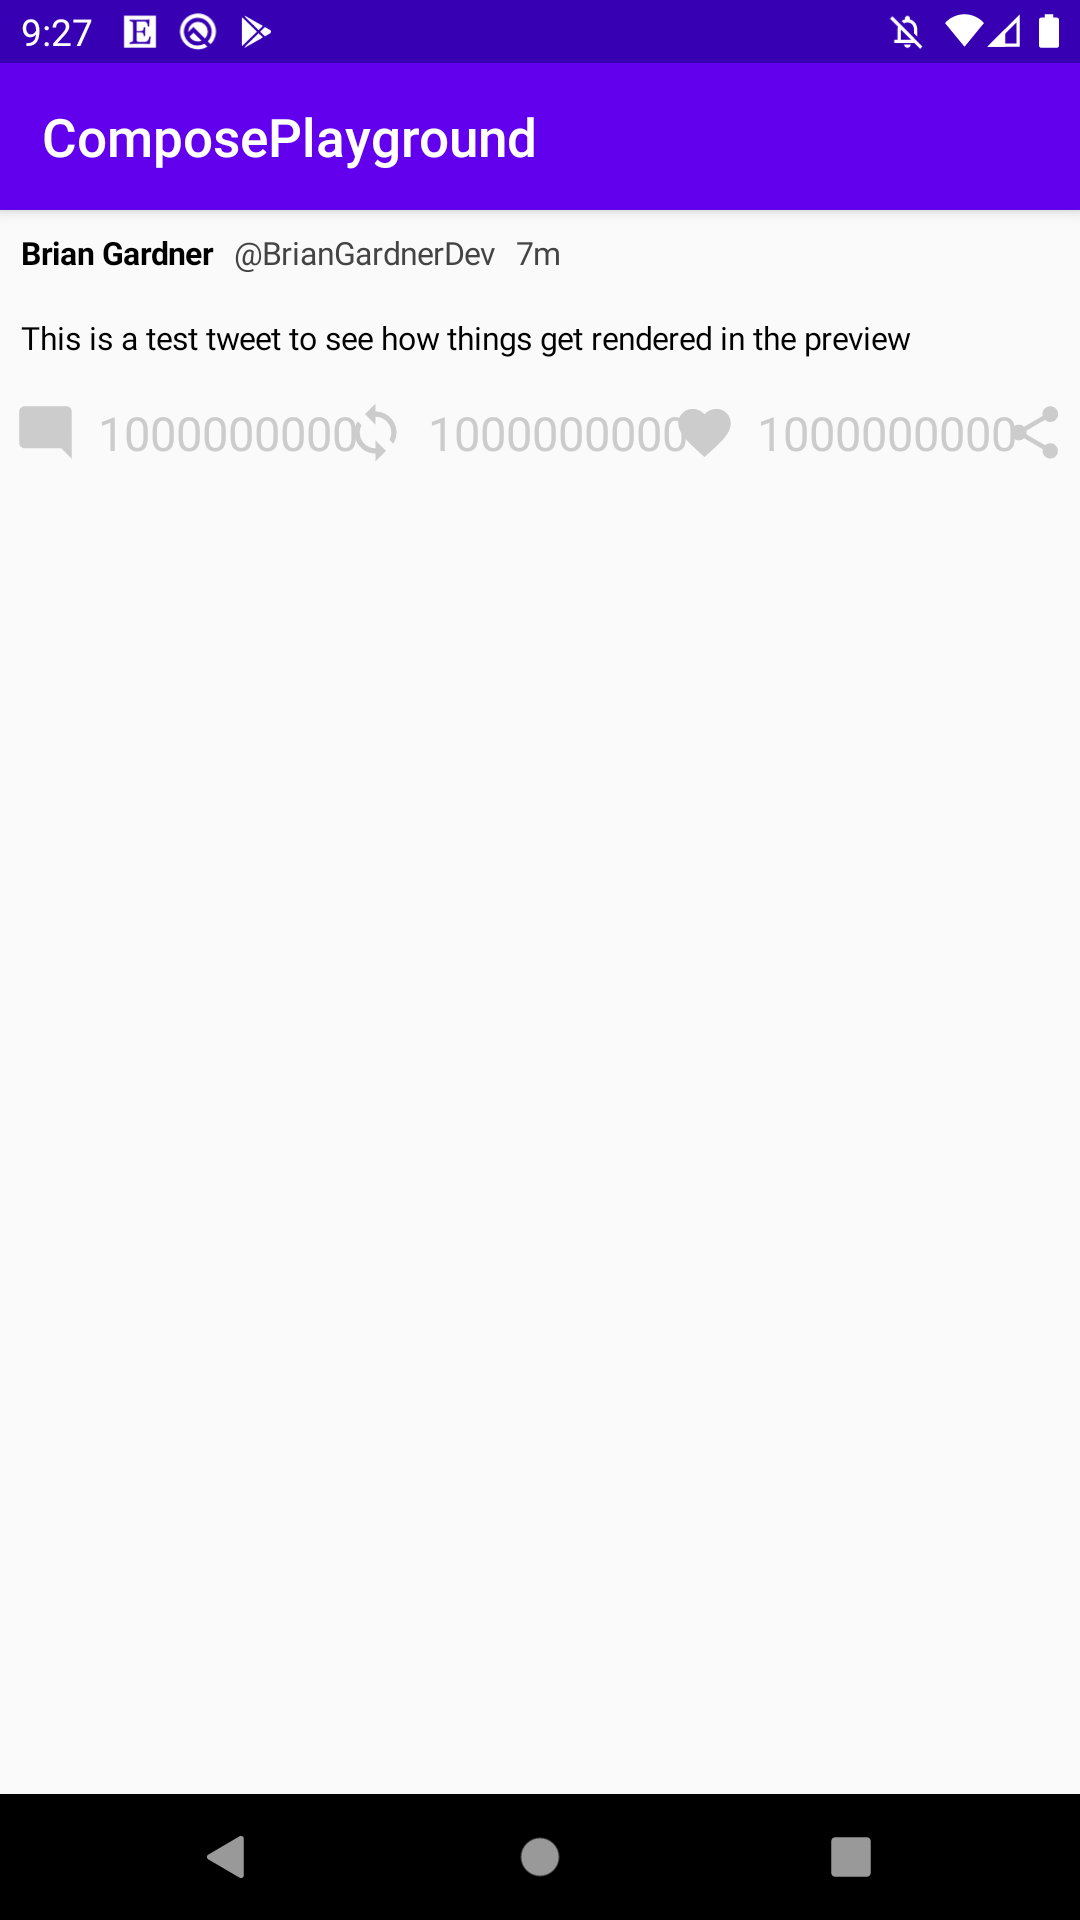 9:27 E
ComposePlayground
Brian Gardner @BrianGardnerDev 7m
This is a test tweet to see how things get rendered in the preview
1000000000 1000000000 1000000000